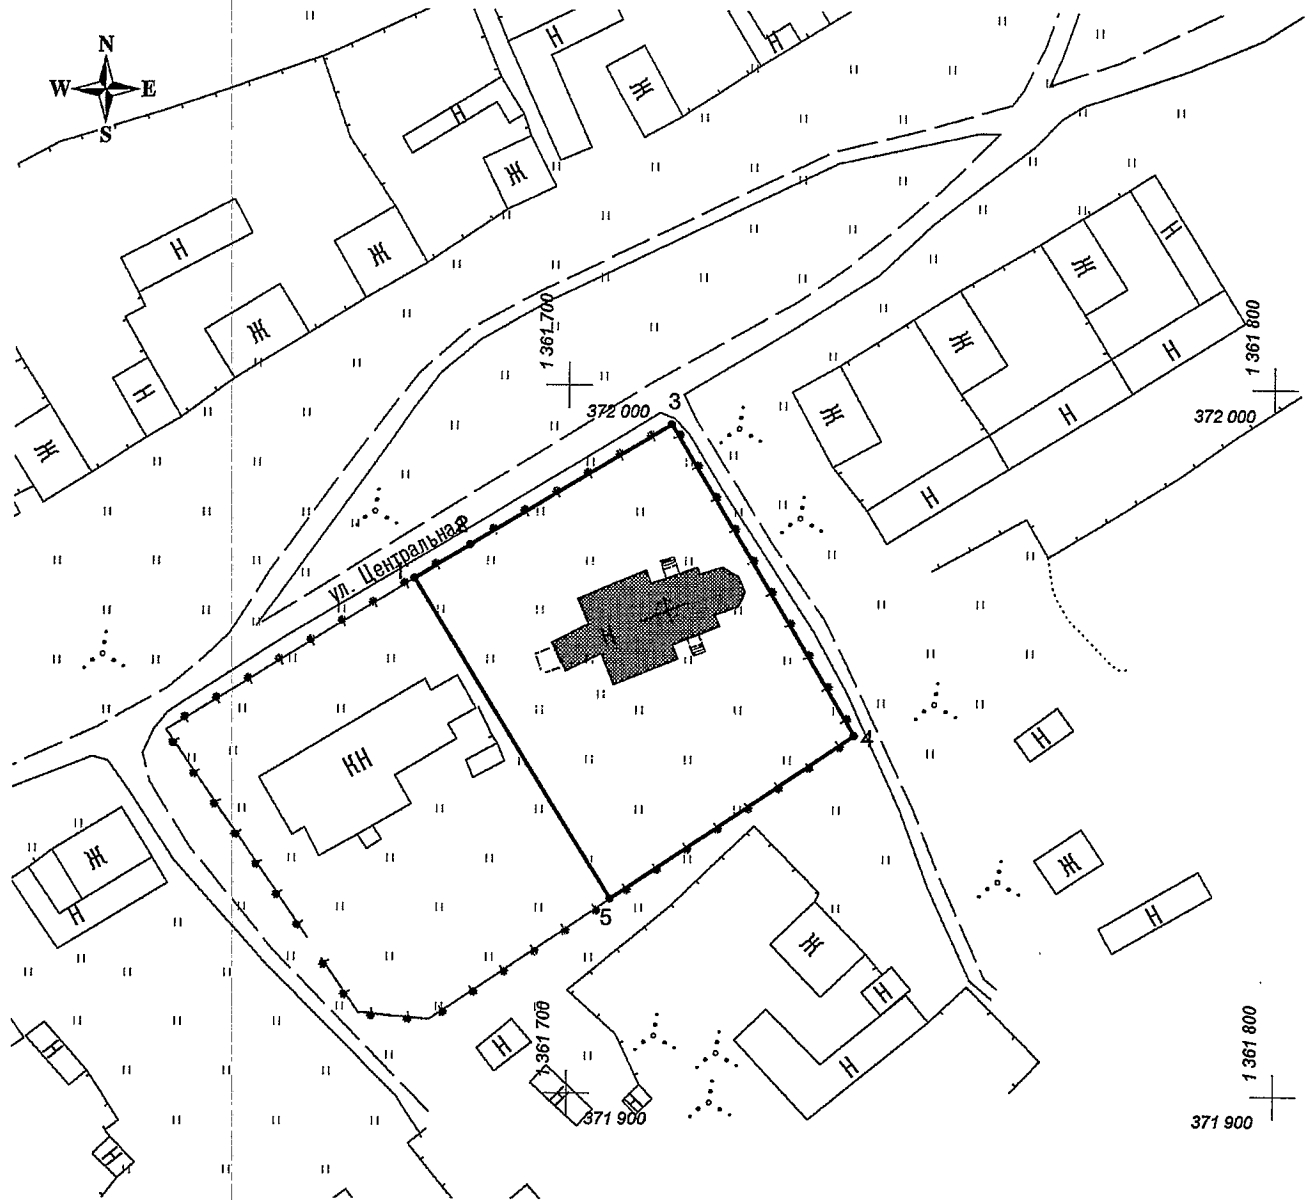 N
W E
S
Н
Н
Н
Ж
Н
Ж
Н
Ж
Н
Ж
Ж
Н
Ж
1 361 700
1 361 800
Ж
Н
372 000
3
Ж
Н
372 000
Н
Ж
2
ул. Центральная
1
Н
4
Н
КН
Ж
Н
Ж
Н
5
Ж
Н
1 361 700
1 361 800
Н
Н
Н
Н
Н
371 900
371 900
Н